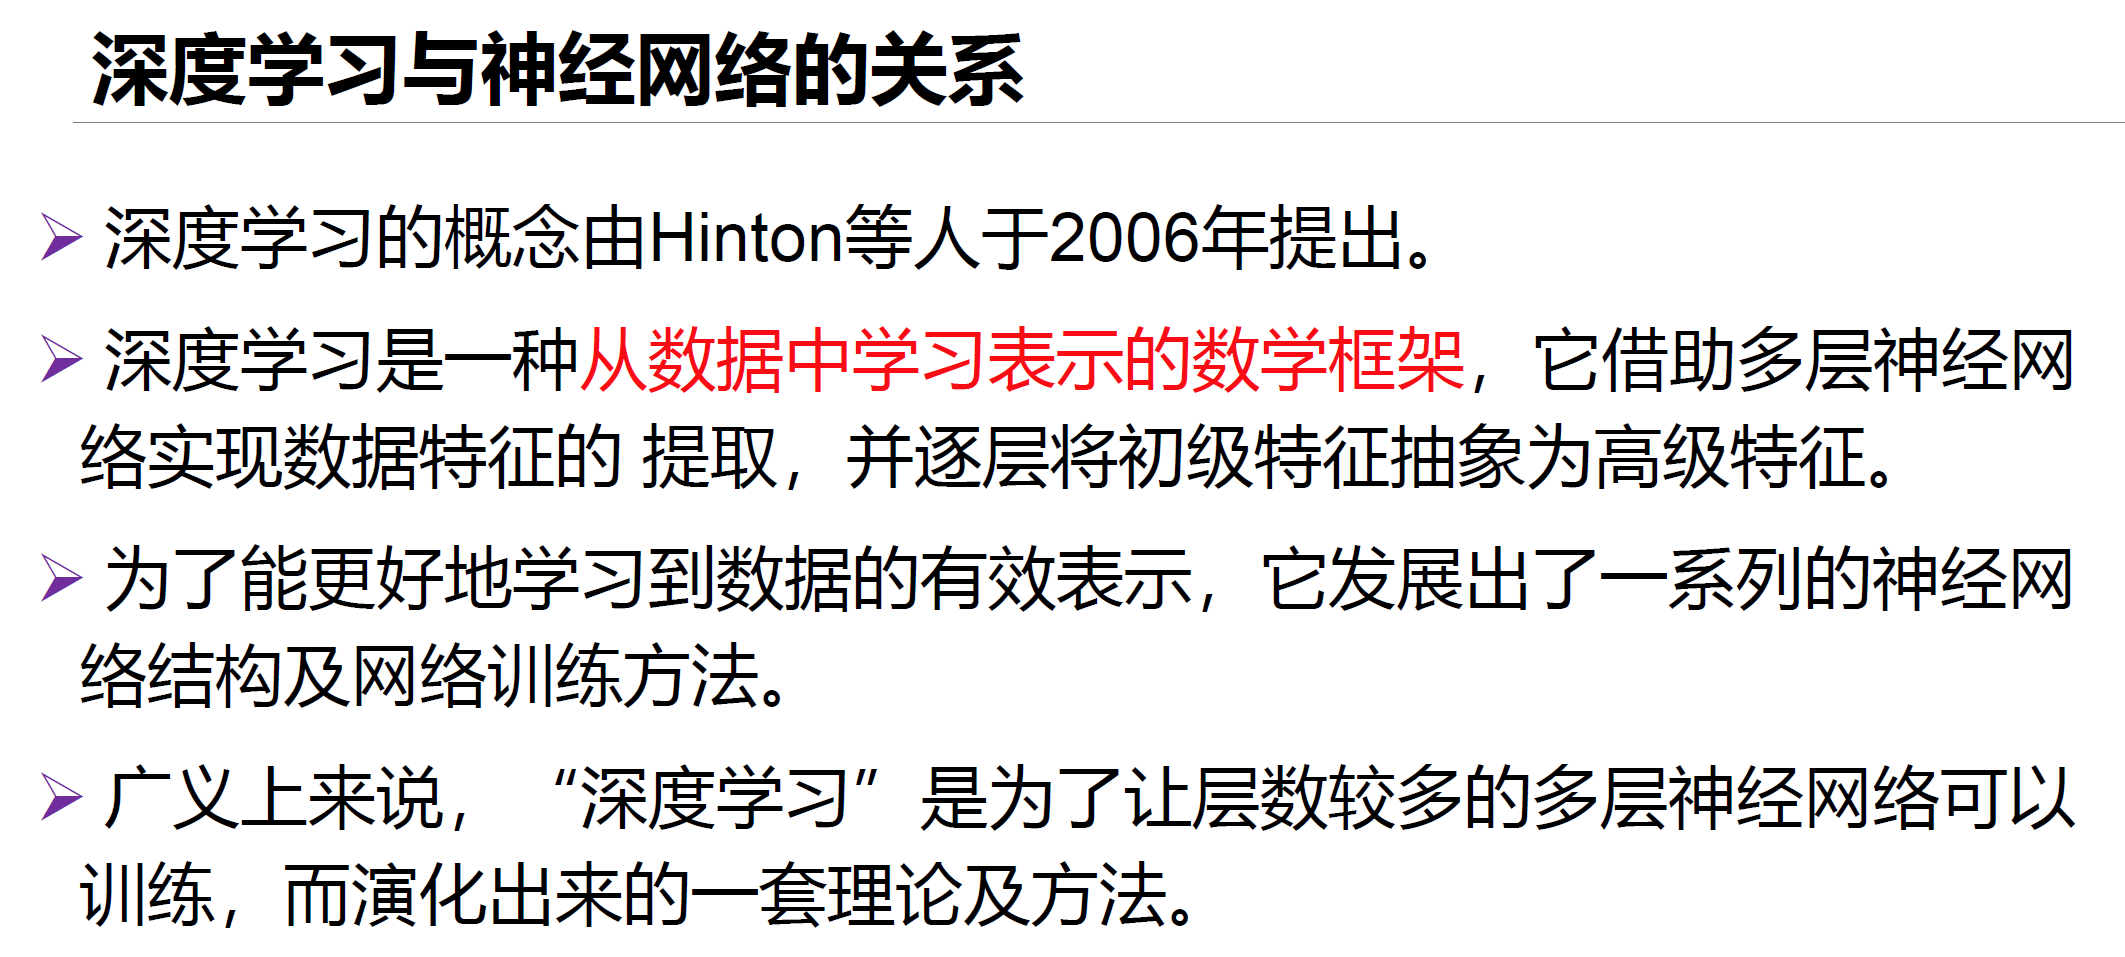 深度学习与神经网络的关系
深度学习的概念由Hinton等人于2006年提出。
深度学习是一种从数据中学习表示的数学框架，它借助多层神经网
络实现数据特征的 提取，并逐层将初级特征抽象为高级特征。
为了能更好地学习到数据的有效表示，它发展出了一系列的神经网
络结构及网络训练方法。
广义上来说，“深度学习”是为了让层数较多的多层神经网络可以
训练，而演化出来的一套理论及方法。